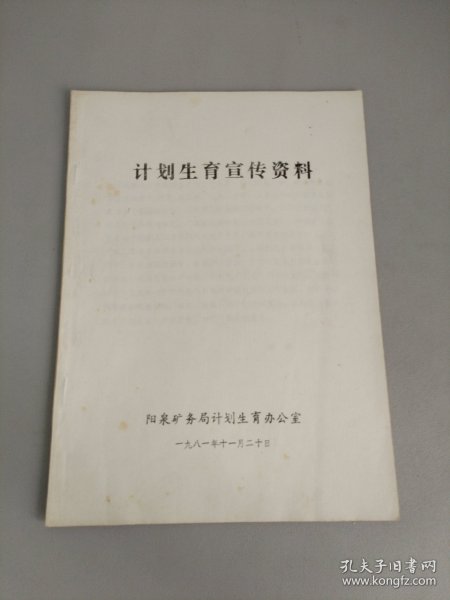 计划生育宣传资料
阳泉矿务局计划生育办公室
一九八一年十一月二十日
孔夫子旧书网
www.kongfz.com